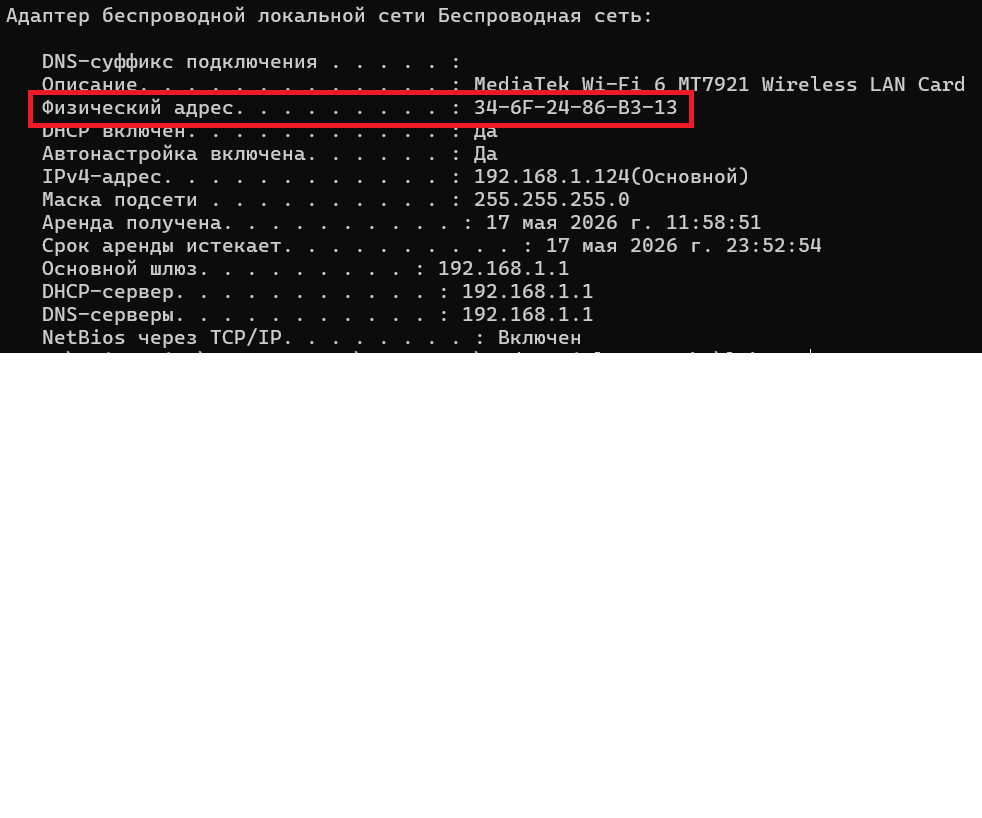 Адаптер беспроводной локальной сети Беспроводная сеть:
DNS-суффикс подключения . . . . . :
Описание. . . . . . . . . . . . . : MediaTek Wi-Fi 6 MT7921 Wireless LAN Card
Физический адрес. . . . . . . . . : 34-6F-24-86-B3-13
DHCP включен. . . . . . . . . . . : Да
Автонастройка включена. . . . . . : Да
IPv4-адрес. . . . . . . . . . . . : 192.168.1.124(Основной)
Маска подсети . . . . . . . . . . : 255.255.255.0
Аренда получена. . . . . . . . . . : 17 мая 2026 г. 11:58:51
Срок аренды истекает. . . . . . . . . . : 17 мая 2026 г. 23:52:54
Основной шлюз. . . . . . . . . : 192.168.1.1
DHCP-сервер. . . . . . . . . . . : 192.168.1.1
DNS-серверы. . . . . . . . . . . : 192.168.1.1
NetBios через TCP/IP. . . . . . . . : Включен